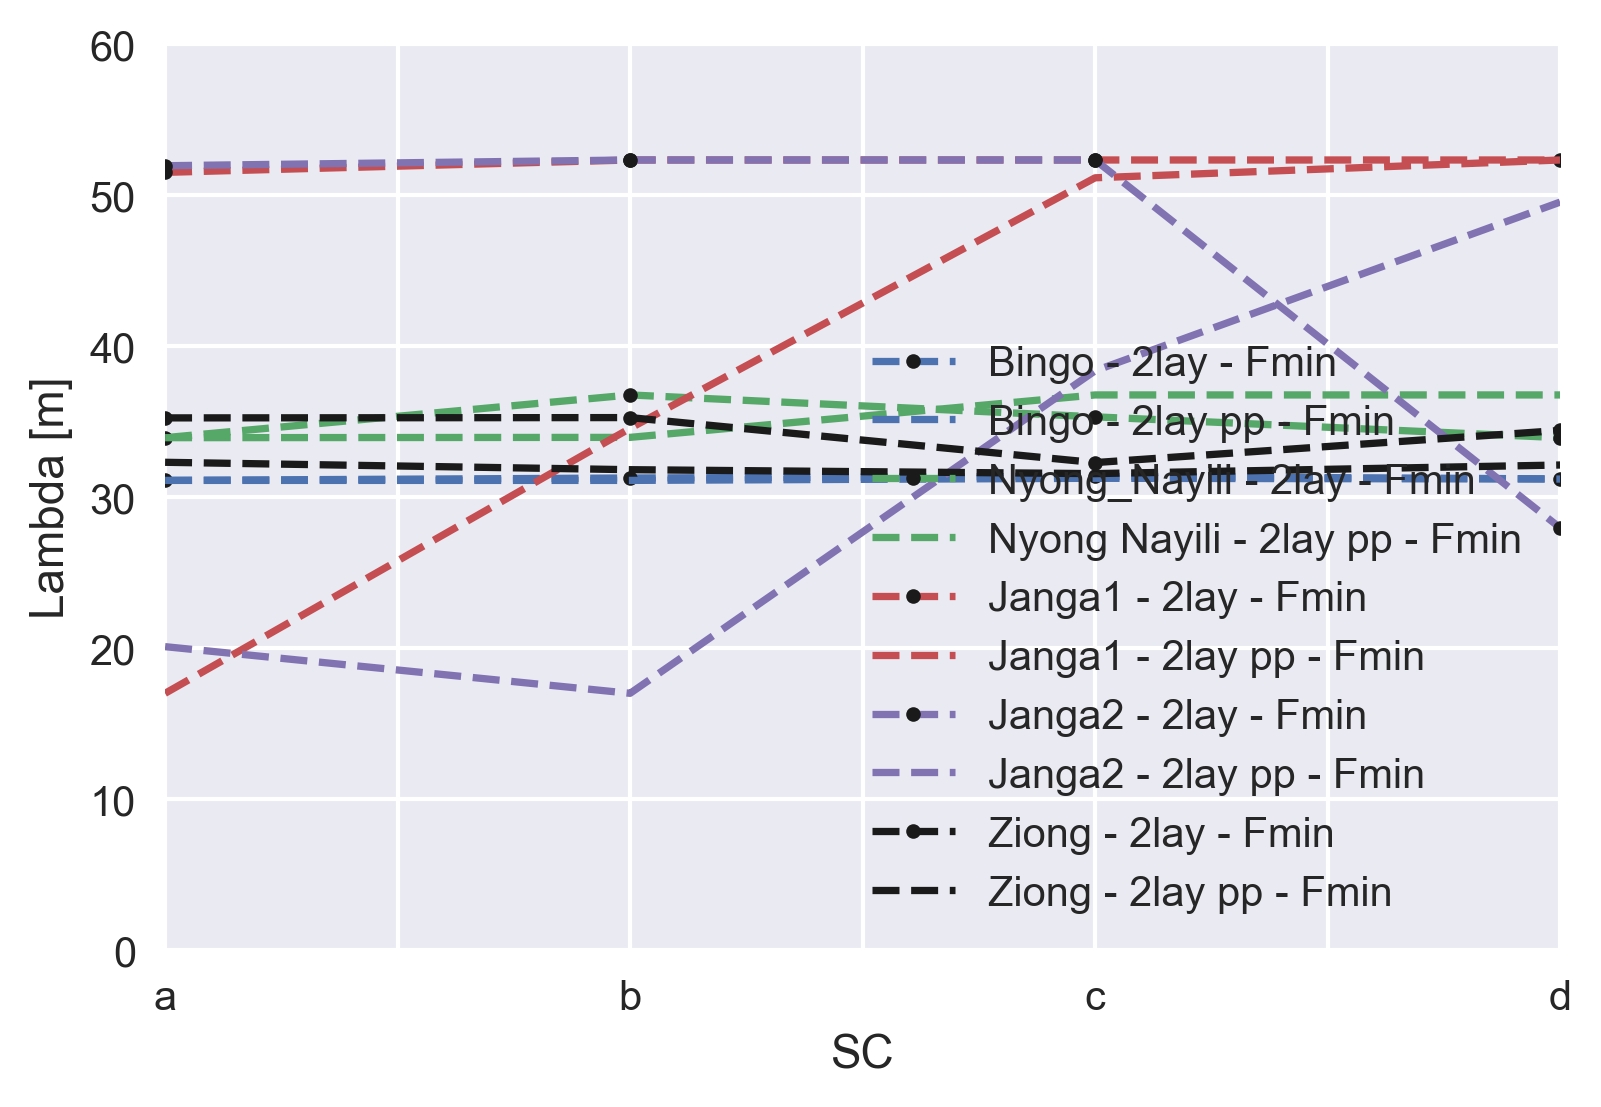 60
50
40
30
20
10
0
Lambda [m]
Bingo - 2lay - Fmin
Bingo - 2lay pp - Fmin
Nyong_Nayili - 2lay - Fmin
Nyong Nayili - 2lay pp - Fmin
Janga1 - 2lay - Fmin
Janga1 - 2lay pp - Fmin
Janga2 - 2lay - Fmin
Janga2 - 2lay pp - Fmin
Ziong - 2lay - Fmin
Ziong - 2lay pp - Fmin
a b c d
SC